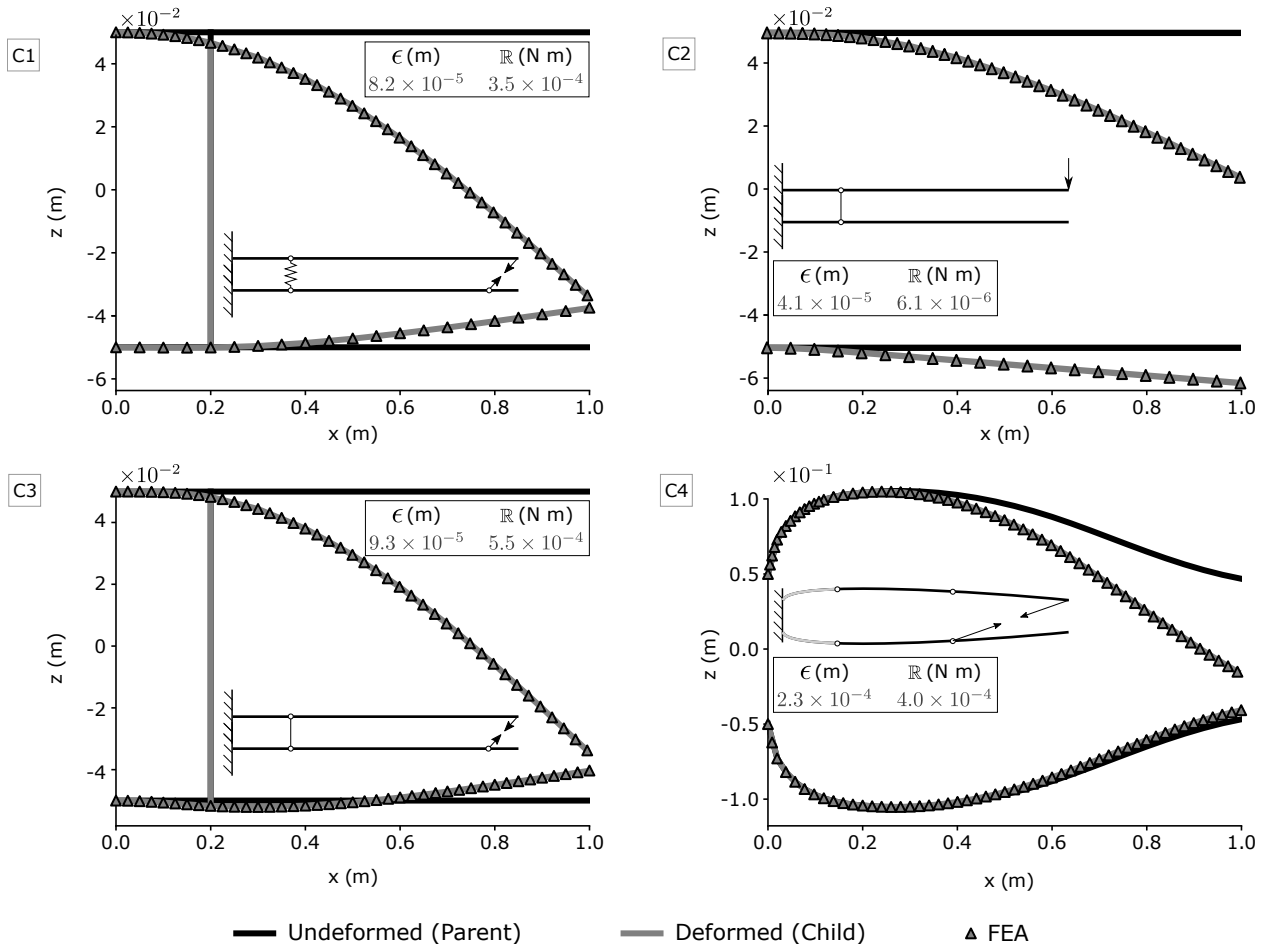 C1
×10⁻²
4
2
0
-2
-4
-6
z (m)
0.0 0.2 0.4 0.6 0.8 1.0
x (m)
ϵ (m) ℝ (N m)
8.2 × 10⁻⁵ 3.5 × 10⁻⁴
C2
×10⁻²
4
2
0
-2
-4
-6
z (m)
0.0 0.2 0.4 0.6 0.8 1.0
x (m)
ϵ (m) ℝ (N m)
4.1 × 10⁻⁵ 6.1 × 10⁻⁶
C3
×10⁻²
4
2
0
-2
-4
z (m)
0.0 0.2 0.4 0.6 0.8 1.0
x (m)
ϵ (m) ℝ (N m)
9.3 × 10⁻⁵ 5.5 × 10⁻⁴
C4
×10⁻¹
1.0
0.5
0.0
-0.5
-1.0
z (m)
0.0 0.2 0.4 0.6 0.8 1.0
x (m)
ϵ (m) ℝ (N m)
2.3 × 10⁻⁴ 4.0 × 10⁻⁴
Undeformed (Parent) Deformed (Child) FEA